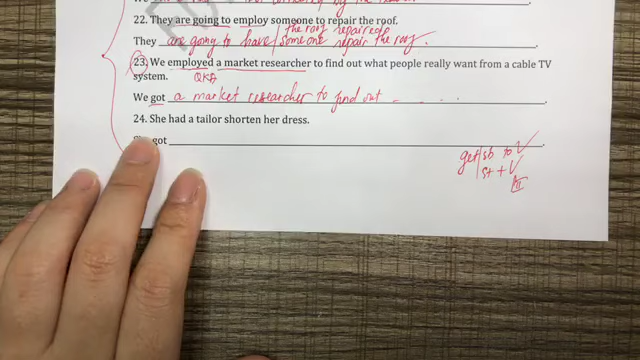 22. They are going to employ someone to repair the roof.
the roof repaired
They are going to have someone repair the roof.
23. We employed a market researcher to find out what people really want from a cable TV
system. QKĐ
We got a market researcher to find out . . . .
24. She had a tailor shorten her dress.
got
get sb to V
st + V
III